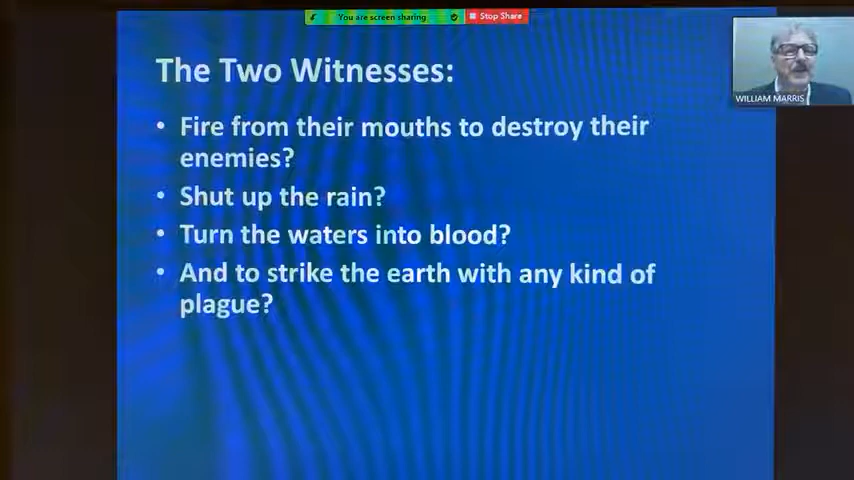 You are screen sharing
Stop Share
The Two Witnesses:
• Fire from their mouths to destroy their
enemies?
• Shut up the rain?
• Turn the waters into blood?
• And to strike the earth with any kind of
plague?
WILLIAM MARRIS